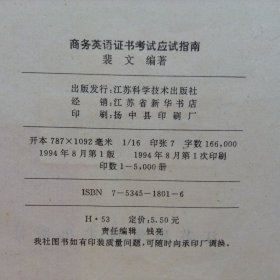 商务英语证书考试应试指南
裴文 编著
出版发行：江苏科学技术出版社
经销：江苏省新华书店
印刷：扬中县印刷厂
开本 787×1092 毫米 1/16 印张 7 字数 166,000
1994年8月第1版 1994年8月第1次印刷
印数 1—5,000册
ISBN 7—5345—1801—6
H·53 定价：5.50元
责任编辑 钱亮
我社图书如有印装质量问题，可随时向承印厂调换。